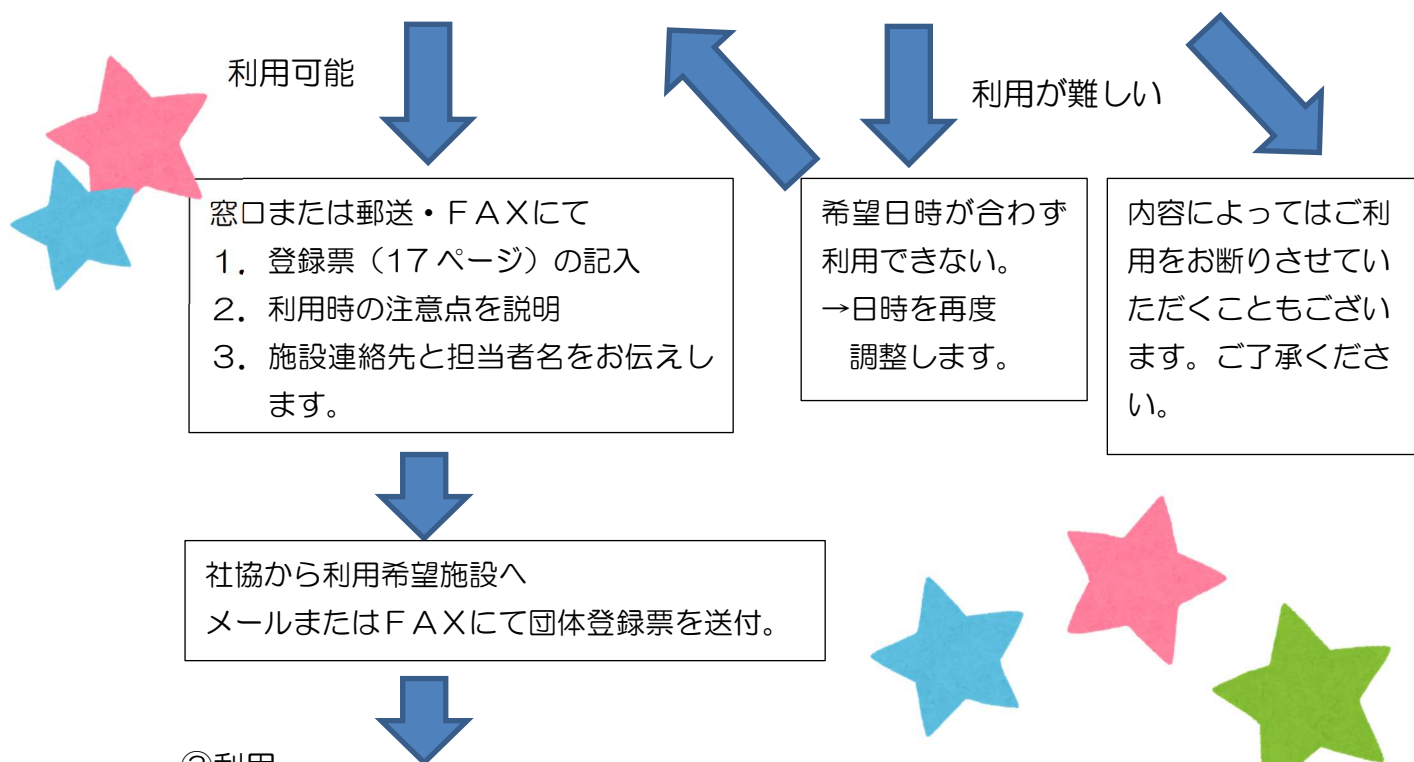 利用可能
利用が難しい
窓口または郵送・ＦＡＸにて
１．登録票（17 ページ）の記入
２．利用時の注意点を説明
３．施設連絡先と担当者名をお伝えし
ます。
希望日時が合わず
利用できない。
→日時を再度
調整します。
内容によってはご利
用をお断りさせてい
ただくこともござい
ます。ご了承くださ
い。
社協から利用希望施設へ
メールまたはＦＡＸにて団体登録票を送付。
利用